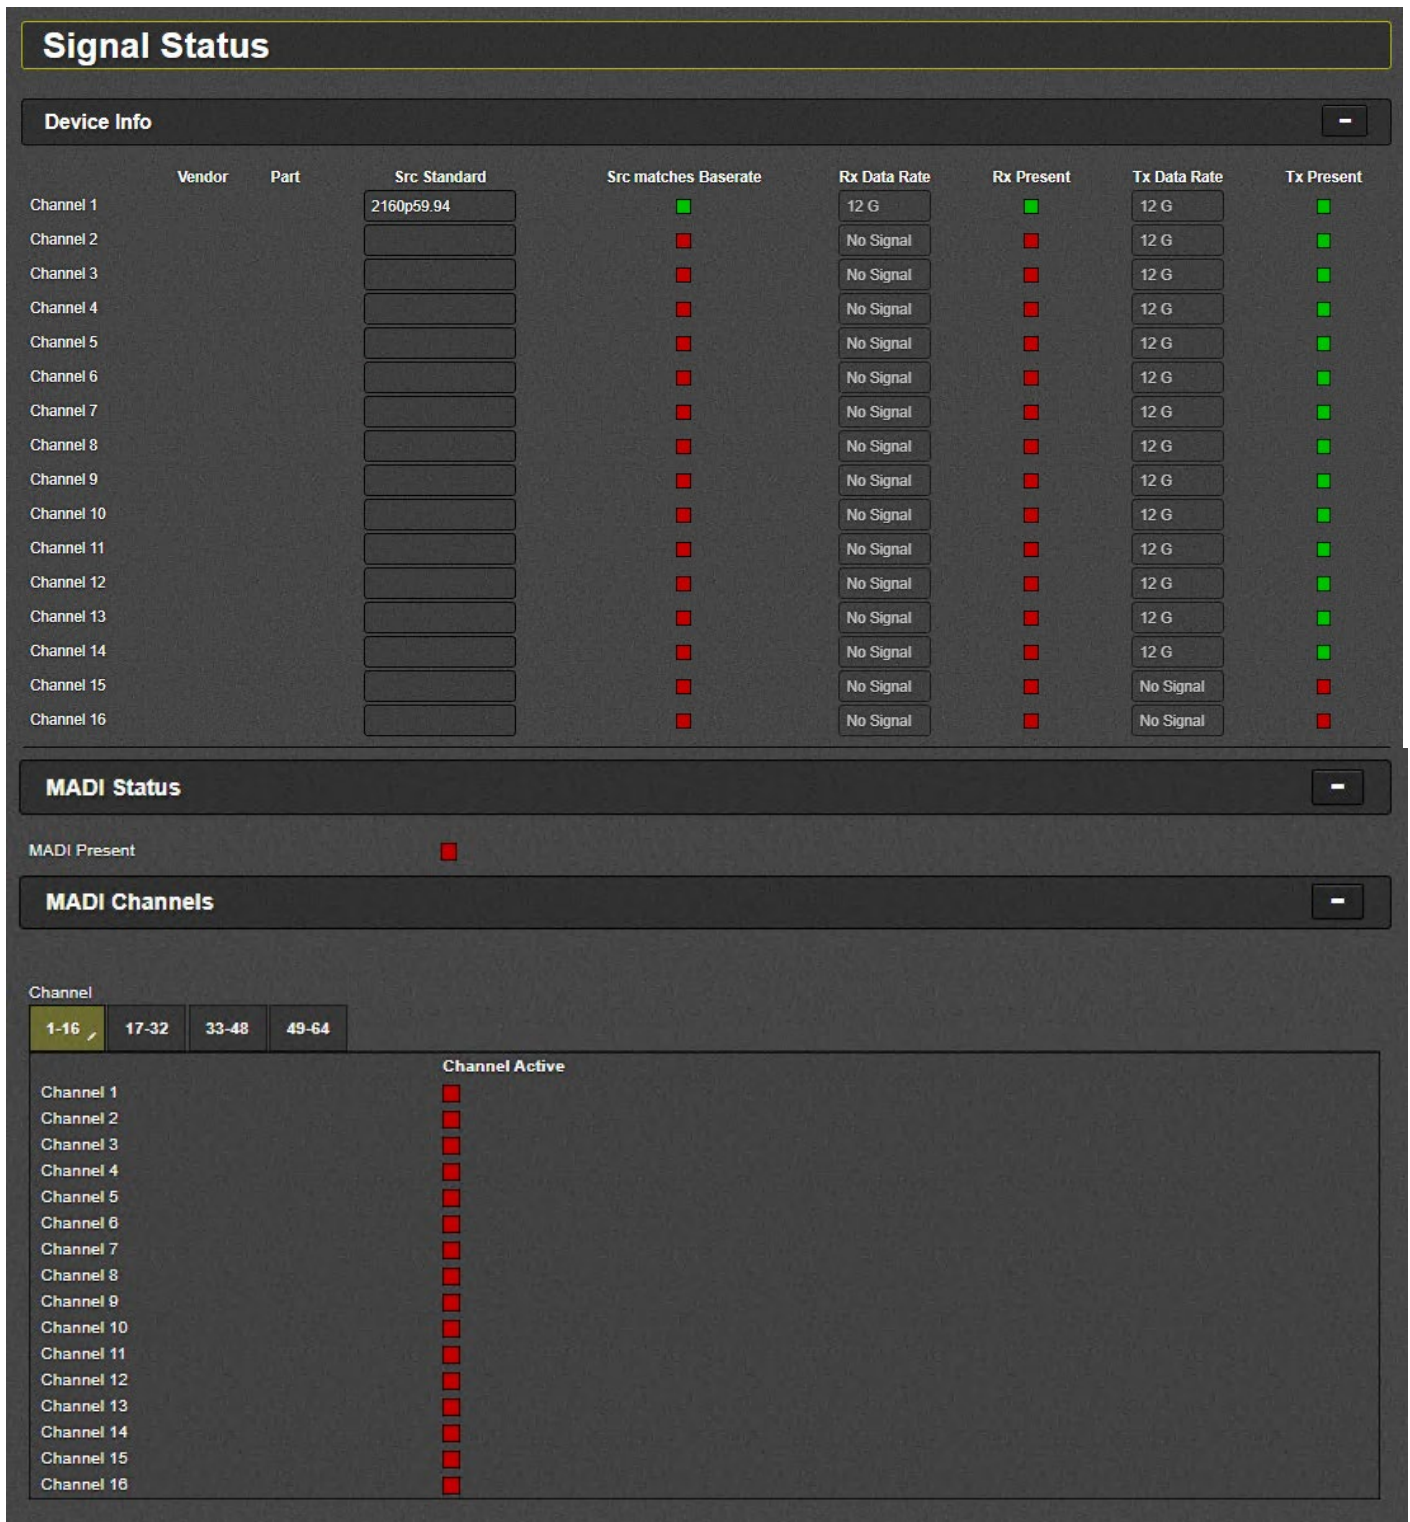 Signal Status
Device Info
Vendor Part Src Standard Src matches Baserate Rx Data Rate Rx Present Tx Data Rate Tx Present
Channel 1 2160p59.94 12 G 12 G
Channel 2 No Signal 12 G
Channel 3 No Signal 12 G
Channel 4 No Signal 12 G
Channel 5 No Signal 12 G
Channel 6 No Signal 12 G
Channel 7 No Signal 12 G
Channel 8 No Signal 12 G
Channel 9 No Signal 12 G
Channel 10 No Signal 12 G
Channel 11 No Signal 12 G
Channel 12 No Signal 12 G
Channel 13 No Signal 12 G
Channel 14 No Signal 12 G
Channel 15 No Signal No Signal
Channel 16 No Signal No Signal
MADI Status
MADI Present
MADI Channels
Channel
1-16 17-32 33-48 49-64
Channel Active
Channel 1
Channel 2
Channel 3
Channel 4
Channel 5
Channel 6
Channel 7
Channel 8
Channel 9
Channel 10
Channel 11
Channel 12
Channel 13
Channel 14
Channel 15
Channel 16